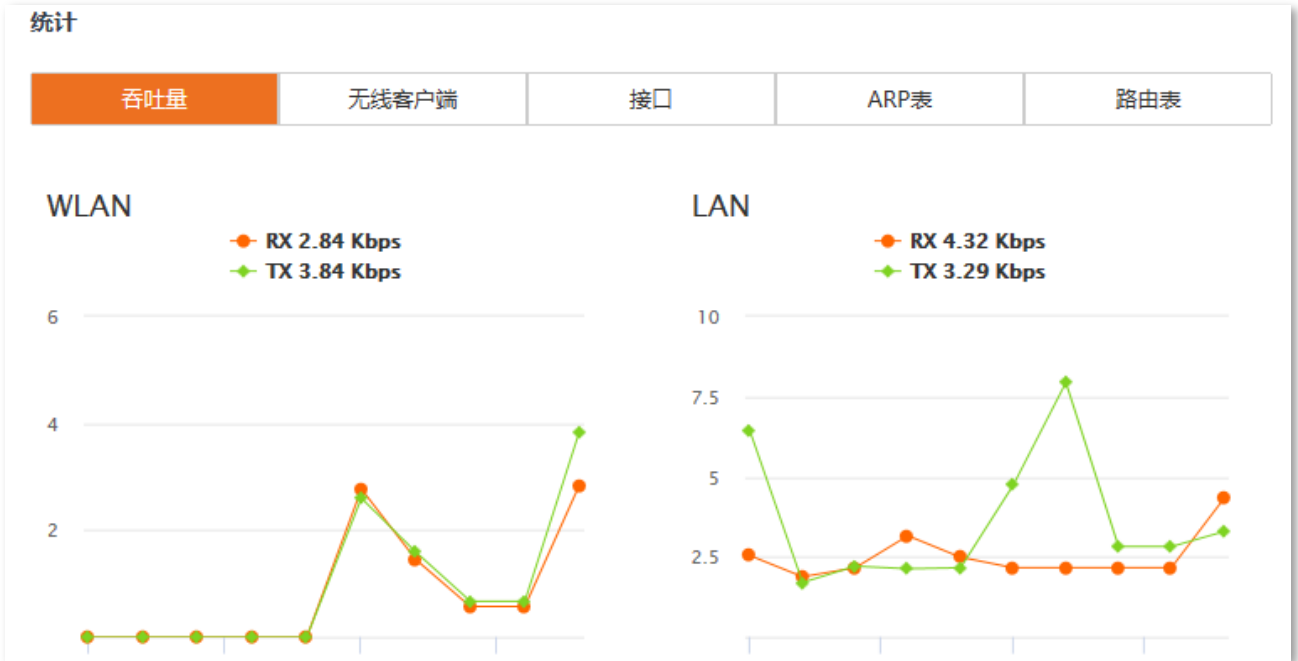 统计
吞吐量 无线客户端 接口 ARP表 路由表
WLAN
RX 2.84 Kbps
TX 3.84 Kbps
6
4
2
LAN
RX 4.32 Kbps
TX 3.29 Kbps
10
7.5
5
2.5